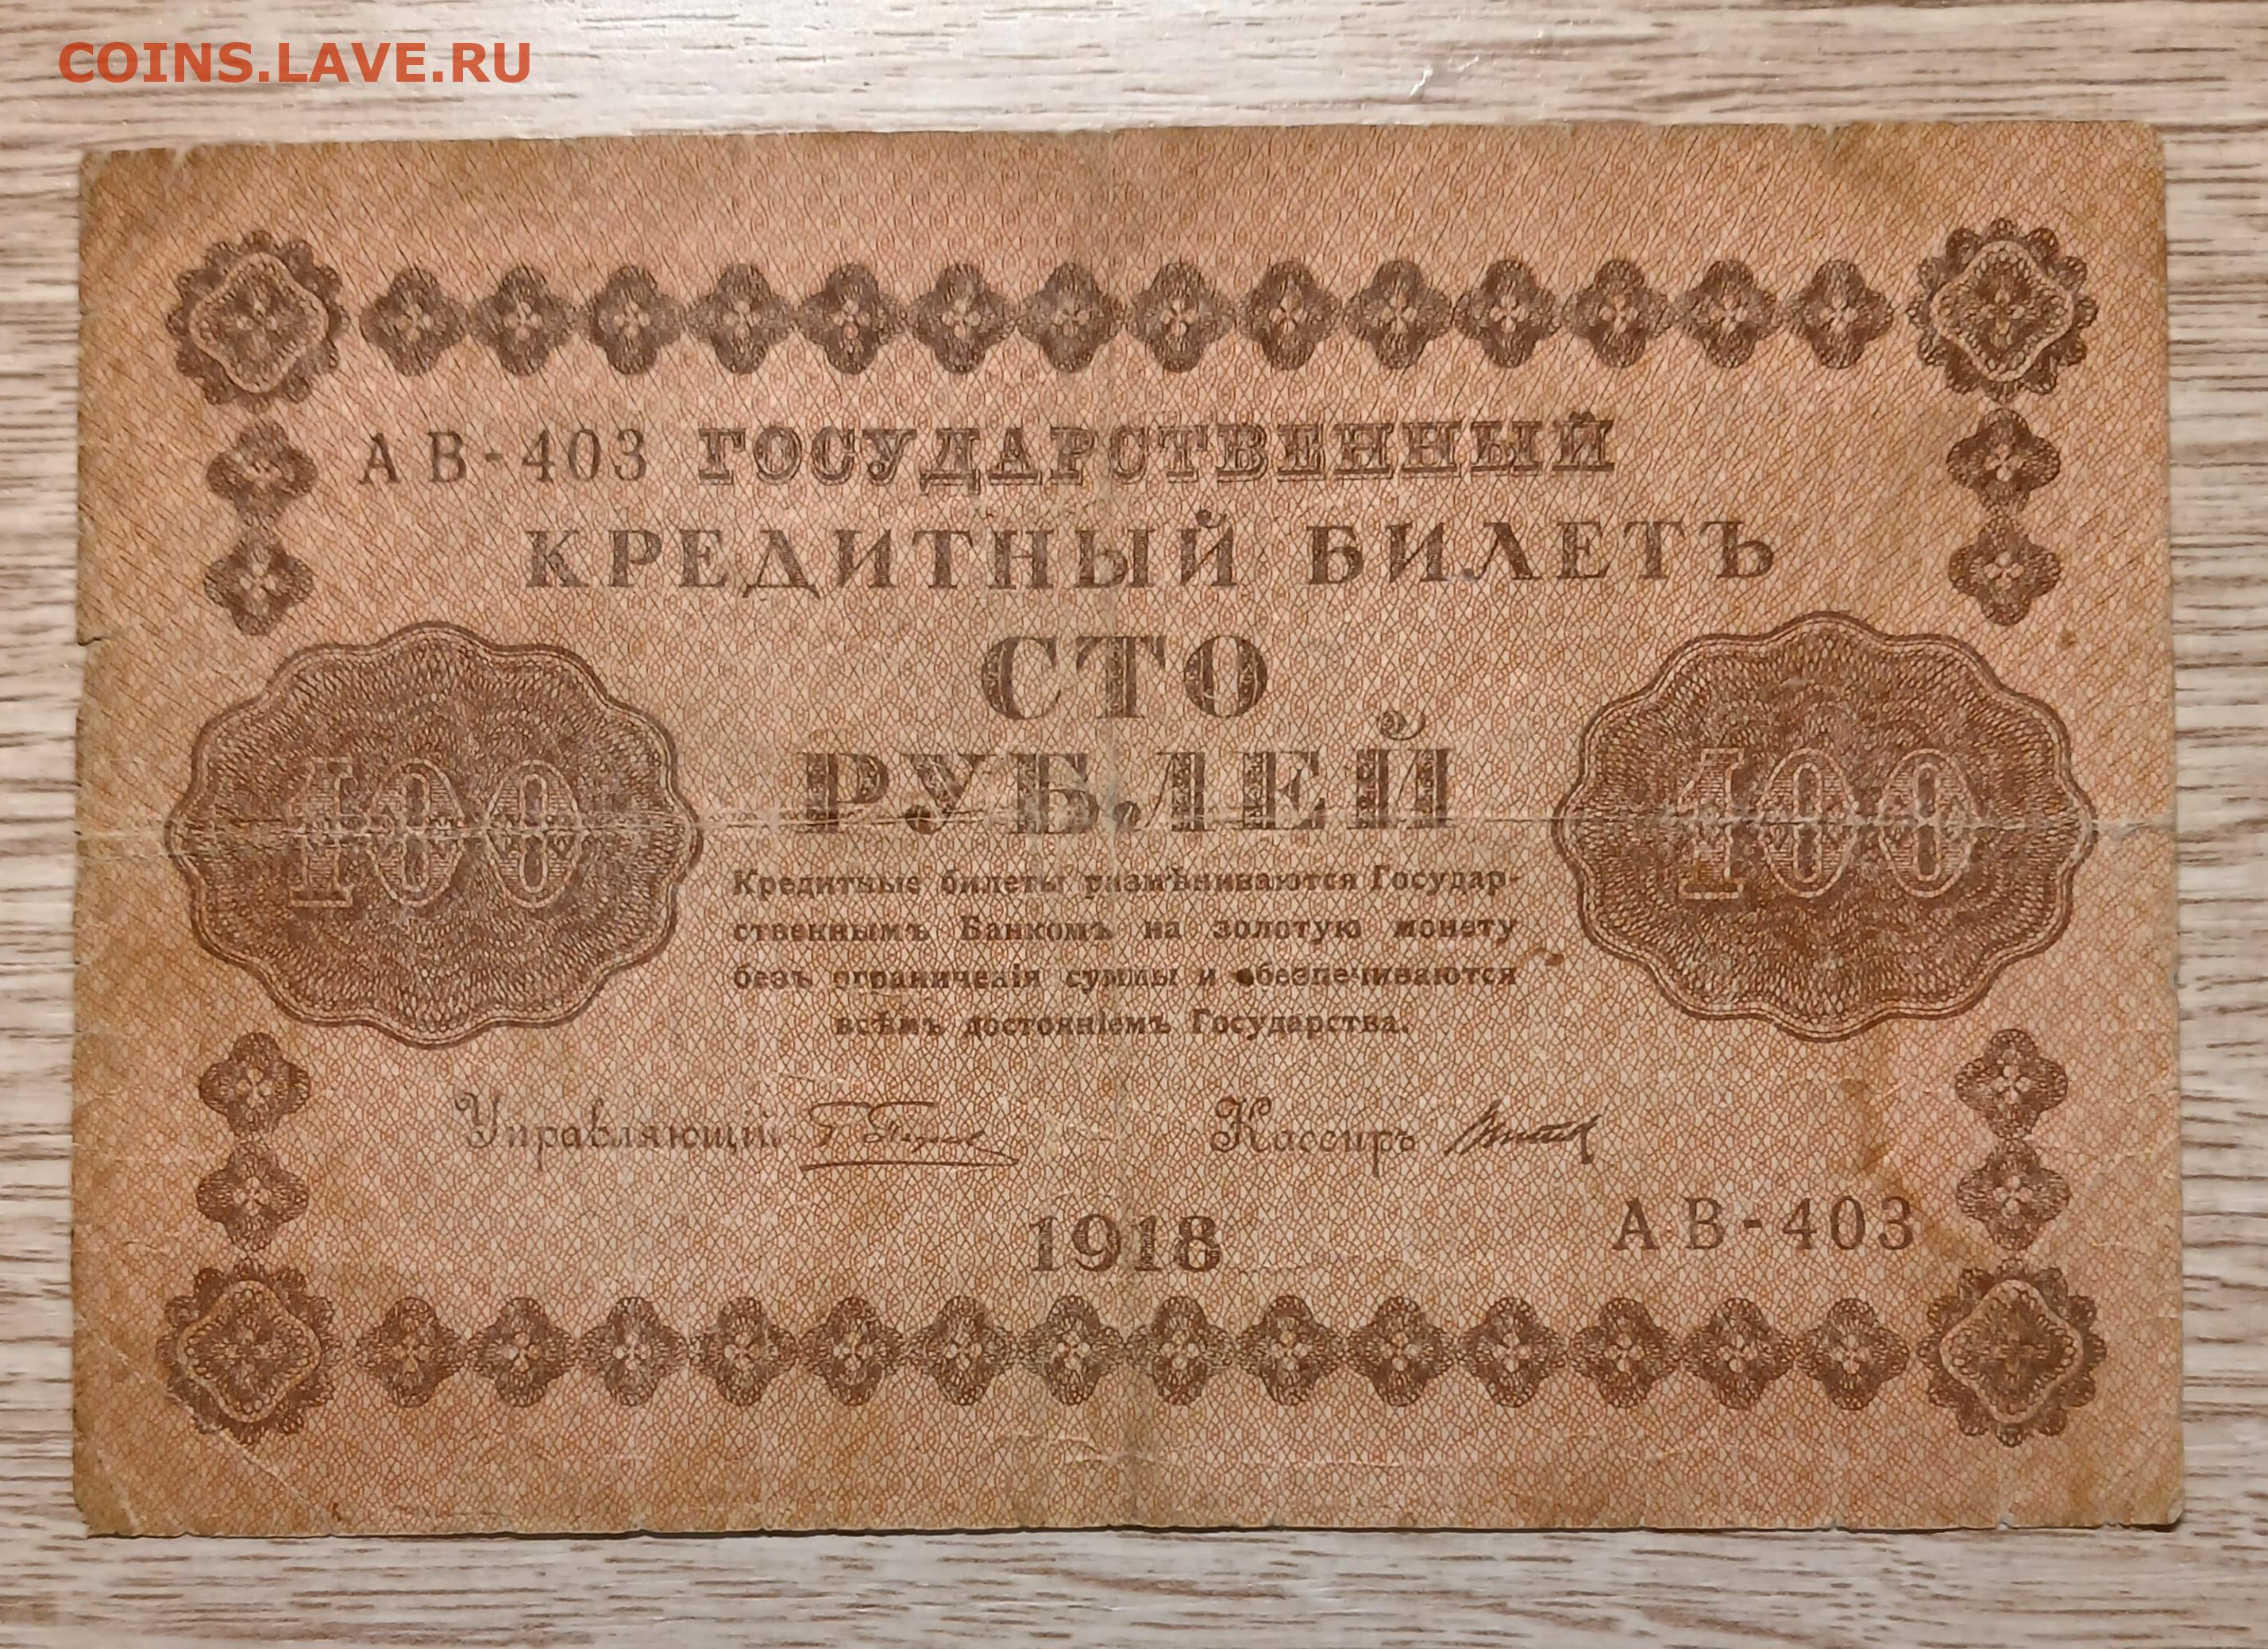 COINS.LAVE.RU
АВ-403 ГОСУДАРСТВЕННЫЙ
КРЕДИТНЫЙ БИЛЕТЪ
СТО
РУБЛЕЙ
100
100
Кредитные билеты размѣниваются Государ-
ственнымъ Банкомъ на золотую монету
безъ ограниченія суммы и обезпечиваются
всѣмъ достояніемъ Государства.
Управляющій Кассиръ
1918
АВ-403